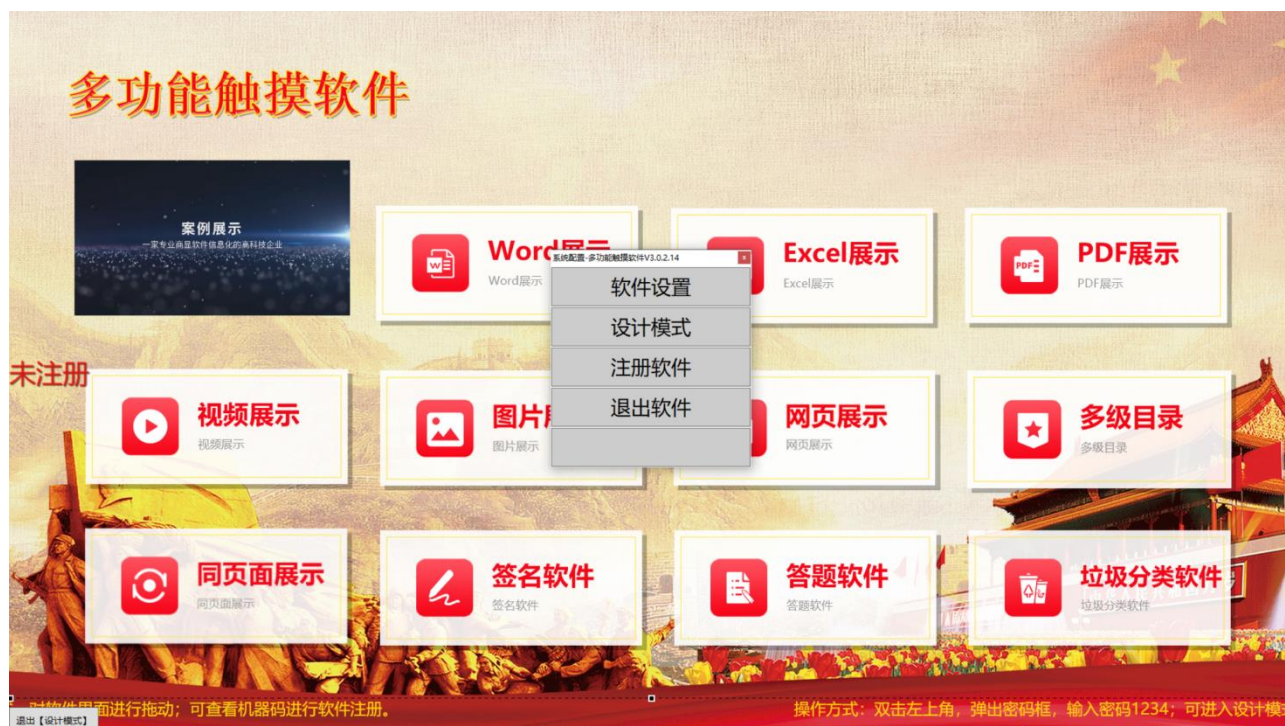 多功能触摸软件
案例展示
一家专业商显软件信息化的高科技企业
Word展示
Word展示
Excel展示
Excel展示
PDF
PDF展示
PDF展示
系统配置-多功能触摸软件V3.0.2.14
x
软件设置
设计模式
注册软件
退出软件
未注册
视频展示
视频展示
图片
图片展示
网页展示
网页展示
多级目录
多级目录
同页面展示
同页面展示
签名软件
签名软件
答题软件
答题软件
垃圾分类软件
垃圾分类软件
对软件界面进行拖动；可查看机器码进行软件注册。
操作方式：双击左上角，弹出密码框，输入密码1234；可进入设计模
退出【设计模式】